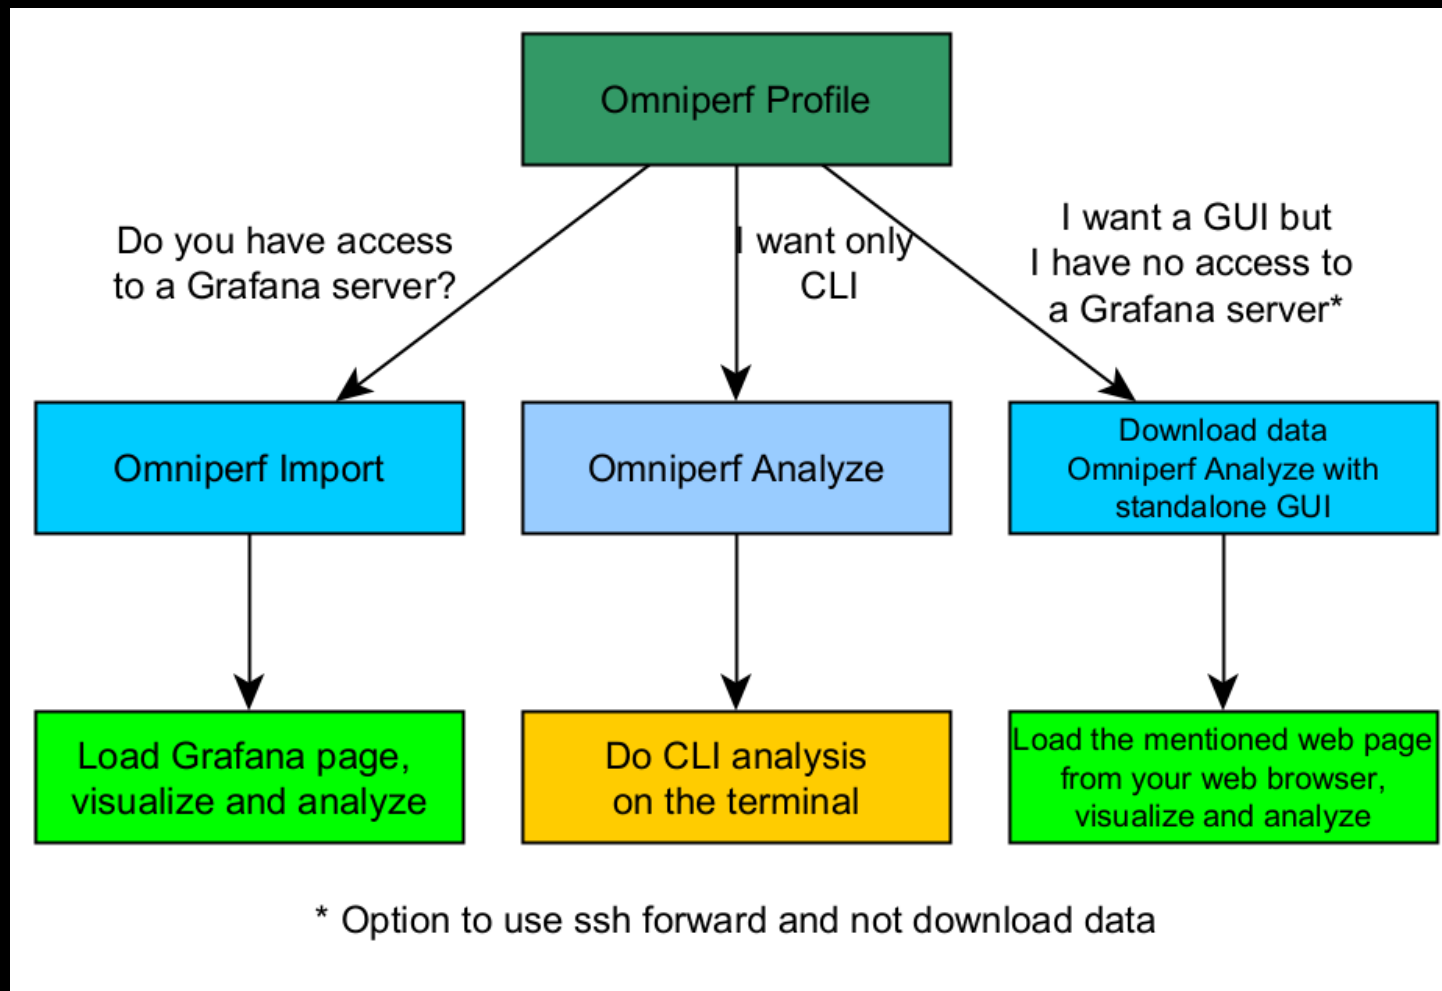 Omniperf Profile
Do you have access
to a Grafana server?
I want only
CLI
I want a GUI but
I have no access to
a Grafana server*
Omniperf Import
Omniperf Analyze
Download data
Omniperf Analyze with
standalone GUI
Load Grafana page,
visualize and analyze
Do CLI analysis
on the terminal
Load the mentioned web page
from your web browser,
visualize and analyze
* Option to use ssh forward and not download data